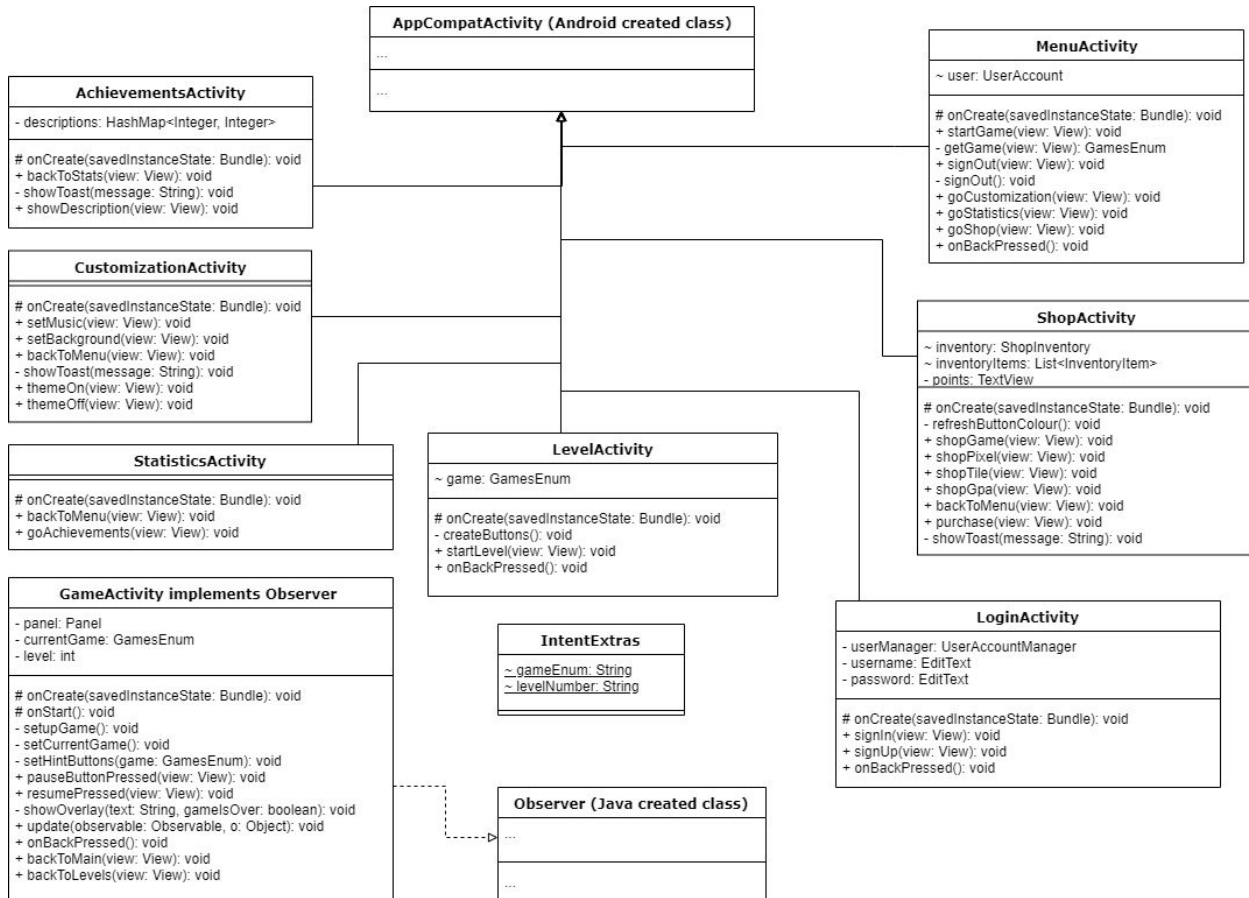 AppCompatActivity (Android created class)
...
...
MenuActivity
~ user: UserAccount
# onCreate(savedInstanceState: Bundle): void
+ startGame(view: View): void
- getGame(view: View): GamesEnum
+ signOut(view: View): void
- signOut(): void
+ goCustomization(view: View): void
+ goStatistics(view: View): void
+ goShop(view: View): void
+ onBackPressed(): void
AchievementsActivity
- descriptions: HashMap<Integer, Integer>
# onCreate(savedInstanceState: Bundle): void
+ backToStats(view: View): void
- showToast(message: String): void
+ showDescription(view: View): void
CustomizationActivity
# onCreate(savedInstanceState: Bundle): void
+ setMusic(view: View): void
+ setBackground(view: View): void
+ backToMenu(view: View): void
- showToast(message: String): void
+ themeOn(view: View): void
+ themeOff(view: View): void
ShopActivity
~ inventory: ShopInventory
~ inventoryItems: List<InventoryItem>
- points: TextView
# onCreate(savedInstanceState: Bundle): void
- refreshButtonColour(): void
+ shopGame(view: View): void
+ shopPixel(view: View): void
+ shopTile(view: View): void
+ shopGpa(view: View): void
+ backToMenu(view: View): void
+ purchase(view: View): void
- showToast(message: String): void
StatisticsActivity
# onCreate(savedInstanceState: Bundle): void
+ backToMenu(view: View): void
+ goAchievements(view: View): void
LevelActivity
~ game: GamesEnum
# onCreate(savedInstanceState: Bundle): void
- createButtons(): void
+ startLevel(view: View): void
+ onBackPressed(): void
GameActivity implements Observer
- panel: Panel
- currentGame: GamesEnum
- level: int
# onCreate(savedInstanceState: Bundle): void
# onStart(): void
- setupGame(): void
- setCurrentGame(): void
- setHintButtons(game: GamesEnum): void
+ pauseButtonPressed(view: View): void
+ resumePressed(view: View): void
- showOverlay(text: String, gameIsOver: boolean): void
+ update(observable: Observable, o: Object): void
+ onBackPressed(): void
+ backToMain(view: View): void
+ backToLevels(view: View): void
IntentExtras
~ gameEnum: String
~ levelNumber: String
LoginActivity
- userManager: UserAccountManager
- username: EditText
- password: EditText
# onCreate(savedInstanceState: Bundle): void
+ signIn(view: View): void
+ signUp(view: View): void
+ onBackPressed(): void
Observer (Java created class)
...
...